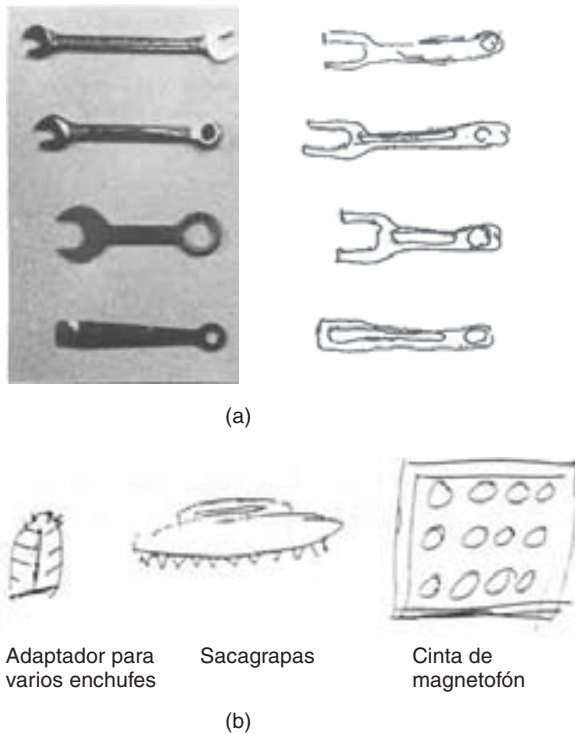 (a)
Adaptador para
varios enchufes
Sacagrapas
Cinta de
magnetofón
(b)